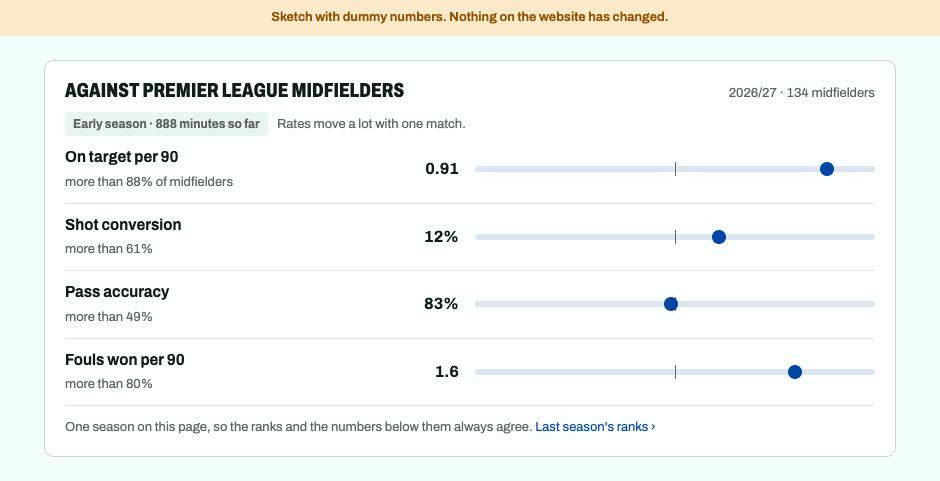 Sketch with dummy numbers. Nothing on the website has changed.
AGAINST PREMIER LEAGUE MIDFIELDERS
2026/27 · 134 midfielders
Early season · 888 minutes so far
Rates move a lot with one match.
On target per 90
more than 88% of midfielders
0.91
Shot conversion
more than 61%
12%
Pass accuracy
more than 49%
83%
Fouls won per 90
more than 80%
1.6
One season on this page, so the ranks and the numbers below them always agree. Last season's ranks ›